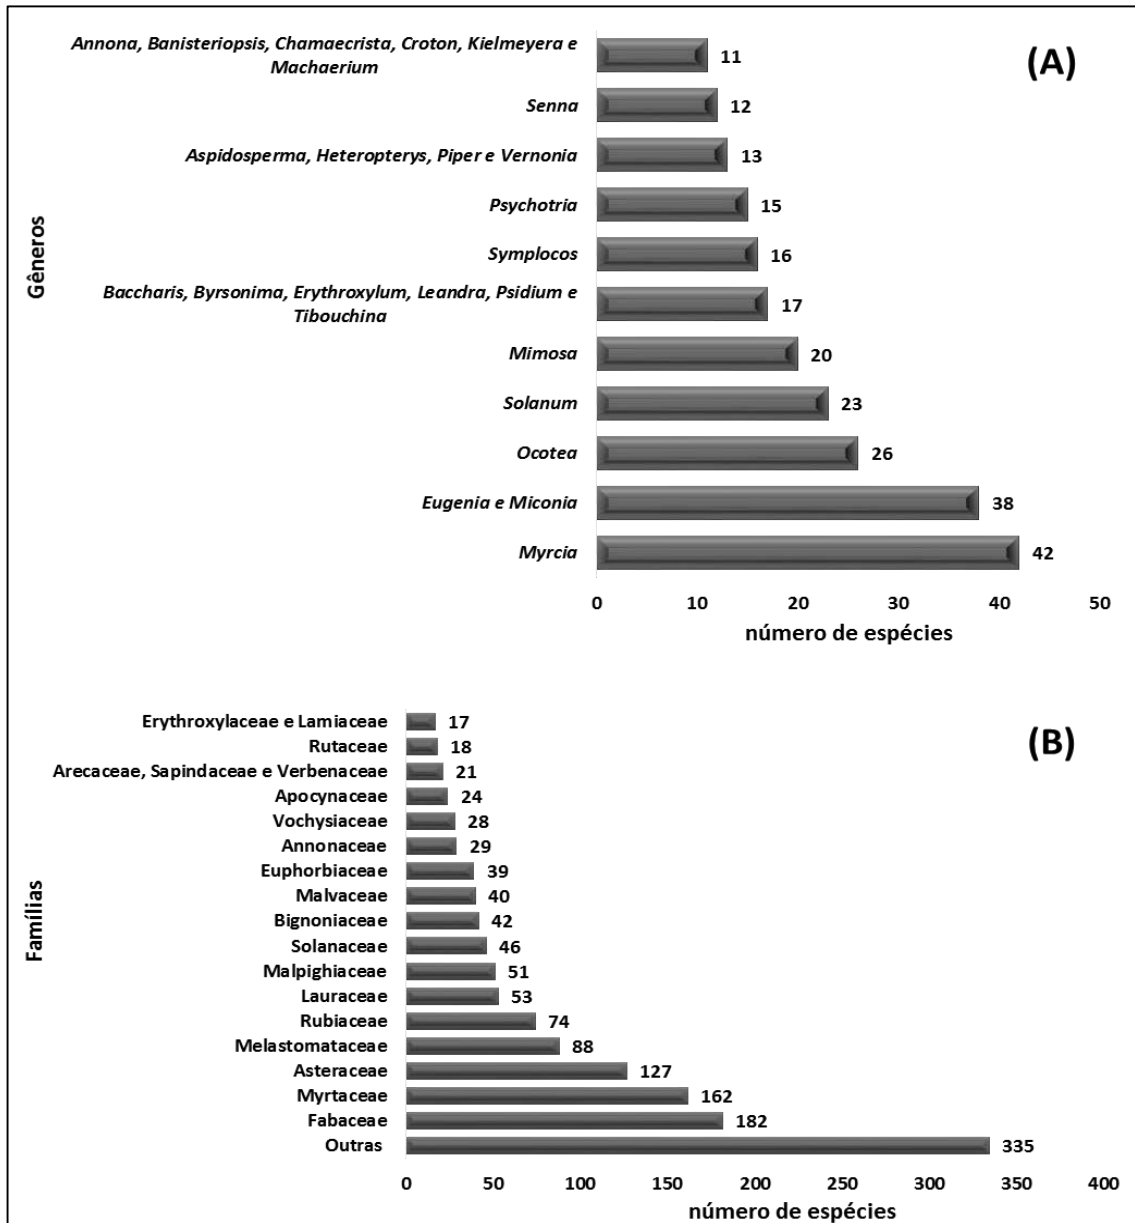 (A)
Gêneros
Annona, Banisteriopsis, Chamaecrista, Croton, Kielmeyera e
Machaerium
11
Senna
12
Aspidosperma, Heteropterys, Piper e Vernonia
13
Psychotria
15
Symplocos
16
Baccharis, Byrsonima, Erythroxylum, Leandra, Psidium e
Tibouchina
17
Mimosa
20
Solanum
23
Ocotea
26
Eugenia e Miconia
38
Myrcia
42
0 10 20 30 40 50
número de espécies
(B)
Famílias
Erythroxylaceae e Lamiaceae
17
Rutaceae
18
Arecaceae, Sapindaceae e Verbenaceae
21
Apocynaceae
24
Vochysiaceae
28
Annonaceae
29
Euphorbiaceae
39
Malvaceae
40
Bignoniaceae
42
Solanaceae
46
Malpighiaceae
51
Lauraceae
53
Rubiaceae
74
Melastomataceae
88
Asteraceae
127
Myrtaceae
162
Fabaceae
182
Outras
335
0 50 100 150 200 250 300 350 400
número de espécies